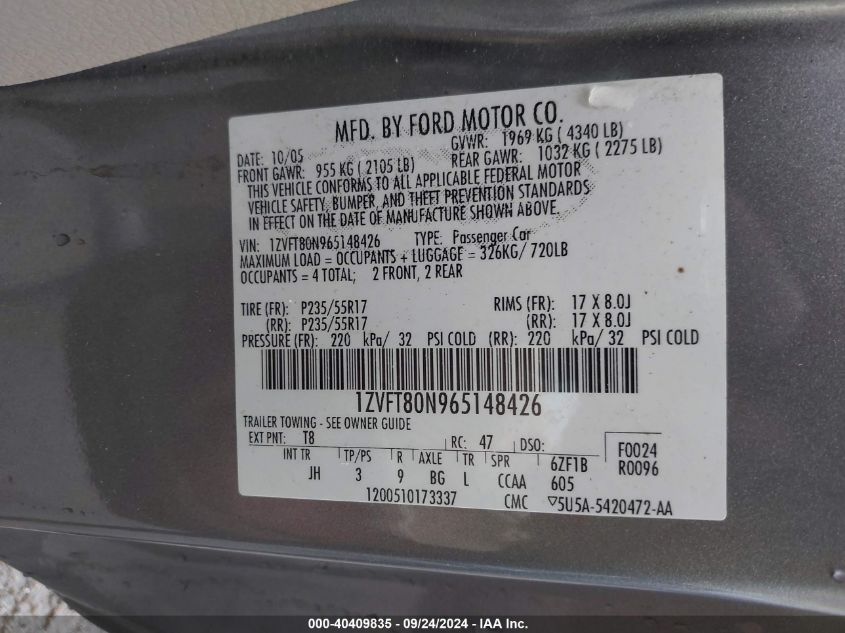 MFD. BY FORD MOTOR CO.
DATE: 10/05 GVWR: 1969 KG ( 4340 LB)
FRONT GAWR: 955 KG ( 2105 LB) REAR GAWR: 1032 KG ( 2275 LB)
THIS VEHICLE CONFORMS TO ALL APPLICABLE FEDERAL MOTOR
VEHICLE SAFETY, BUMPER, AND THEFT PREVENTION STANDARDS
IN EFFECT ON THE DATE OF MANUFACTURE SHOWN ABOVE.
VIN: 1ZVFT80N965148426 TYPE: Passenger Car
MAXIMUM LOAD = OCCUPANTS + LUGGAGE = 326KG/ 720LB
OCCUPANTS = 4 TOTAL; 2 FRONT, 2 REAR
TIRE (FR): P235/55R17 RIMS (FR): 17 X 8.0J
(RR): P235/55R17 (RR): 17 X 8.0J
PRESSURE (FR): 220 kPa/ 32 PSI COLD (RR): 220 kPa/ 32 PSI COLD
1ZVFT80N965148426
TRAILER TOWING - SEE OWNER GUIDE
EXT PNT: T8 RC: 47 DSO: F0024
INT TR TP/PS R AXLE TR SPR 6ZF1B R0096
JH 3 9 BG L CCAA 605
1200510173337 CMC ▽5U5A-5420472-AA
000-40409835 - 09/24/2024 - IAA Inc.